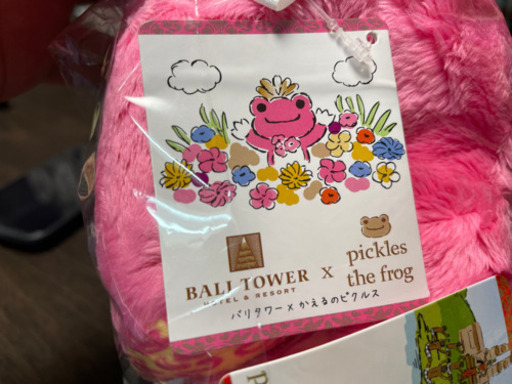 BALI TOWER
HOTEL & RESORT
x
pickles
the frog
バリタワー×かえるのピクルス